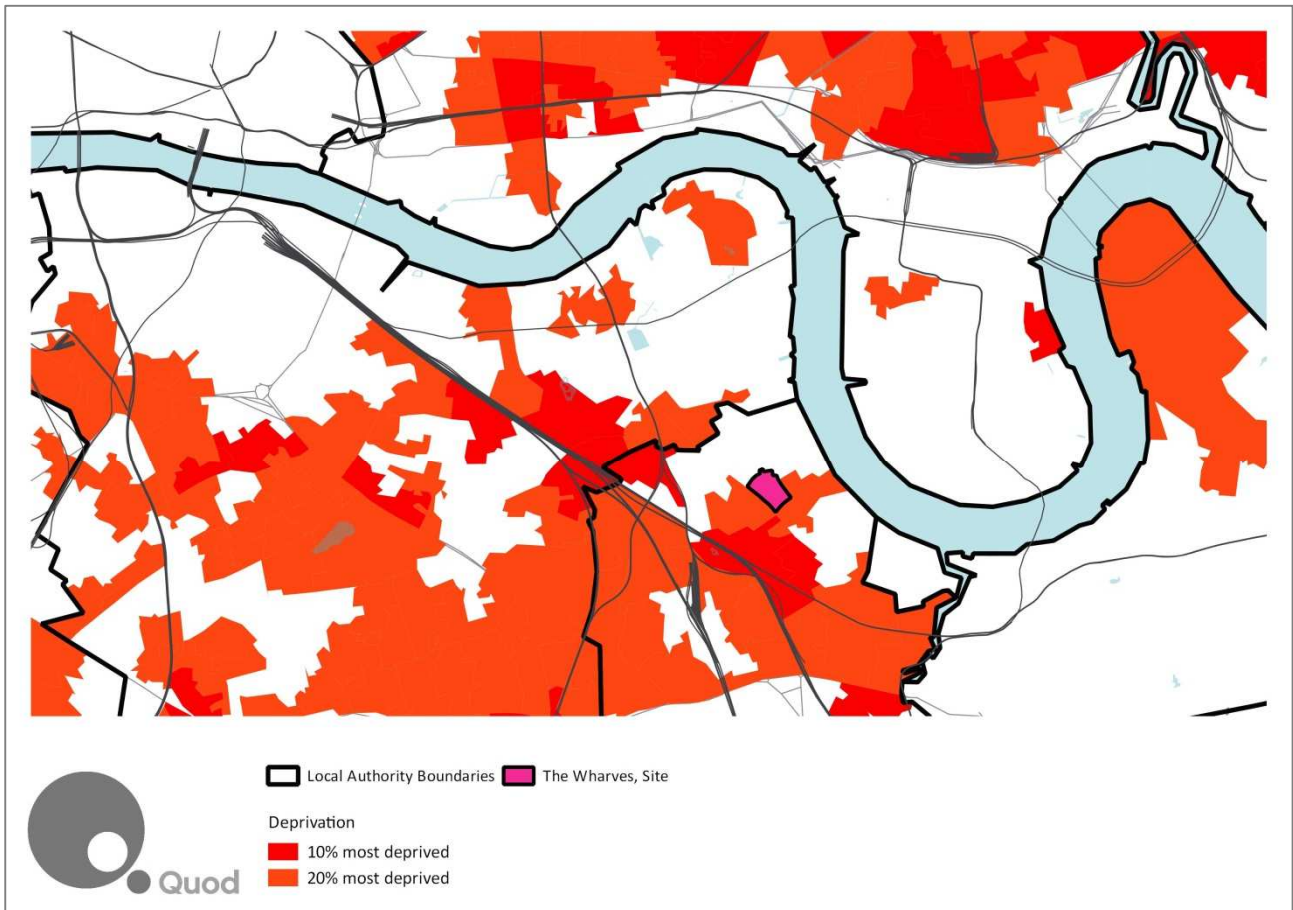 Local Authority Boundaries
The Wharves, Site
Deprivation
10% most deprived
20% most deprived
Quod